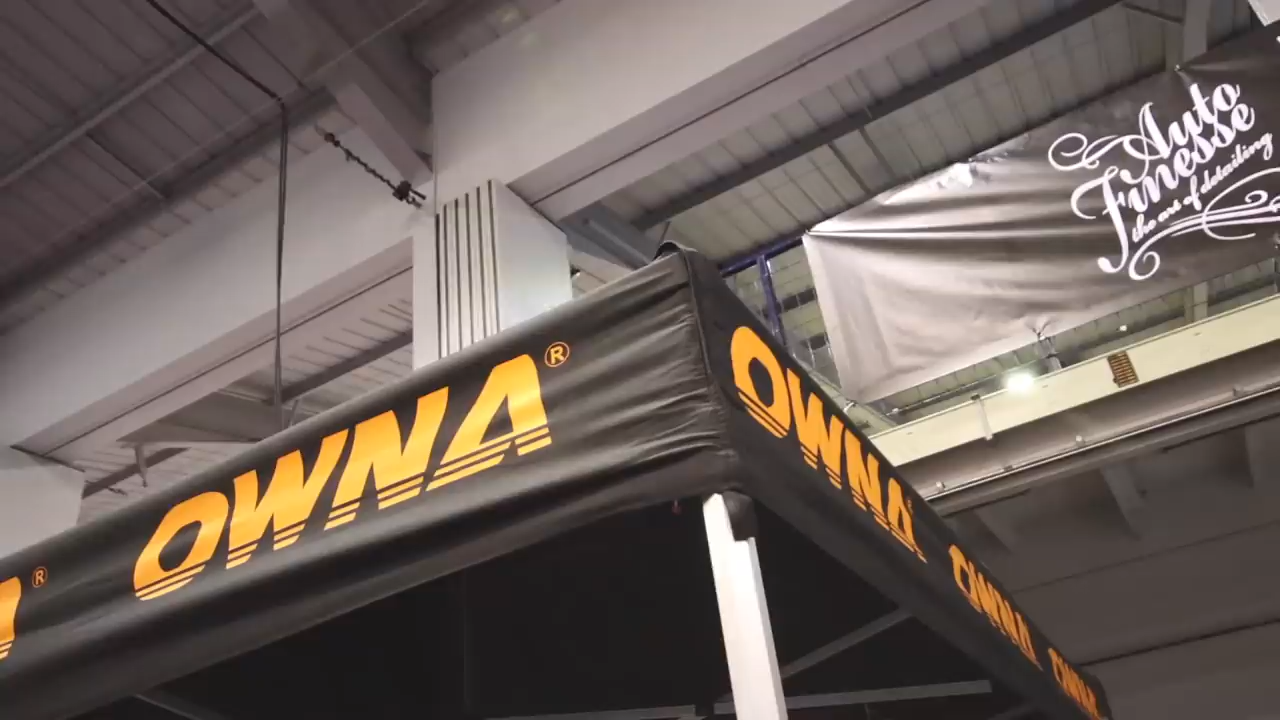 Auto
Finesse
the art of detailing
OWNA®
OWNA®
®
OWNA
OWNA